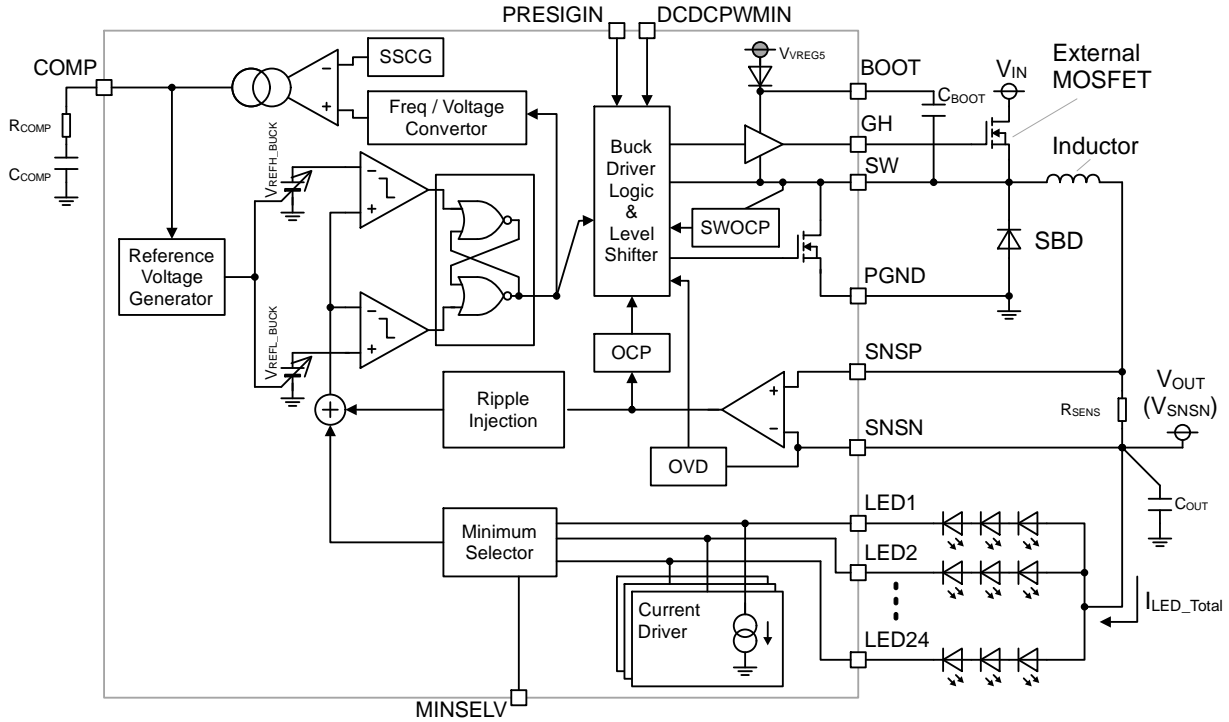 PRESIGIN
DCDCPWMIN
COMP
SSCG
Freq / Voltage
Convertor
RCOMP
CCOMP
VREFH_BUCK
Reference
Voltage
Generator
VREFL_BUCK
Buck
Driver
Logic
&
Level
Shifter
VVREG5
BOOT
CBOOT
GH
SW
SWOCP
PGND
External
MOSFET
VIN
Inductor
SBD
OCP
SNSP
SNSN
Ripple
Injection
OVD
RSENS
VOUT
(VSNSN)
COUT
Minimum
Selector
Current
Driver
LED1
LED2
LED24
ILED_Total
MINSELV